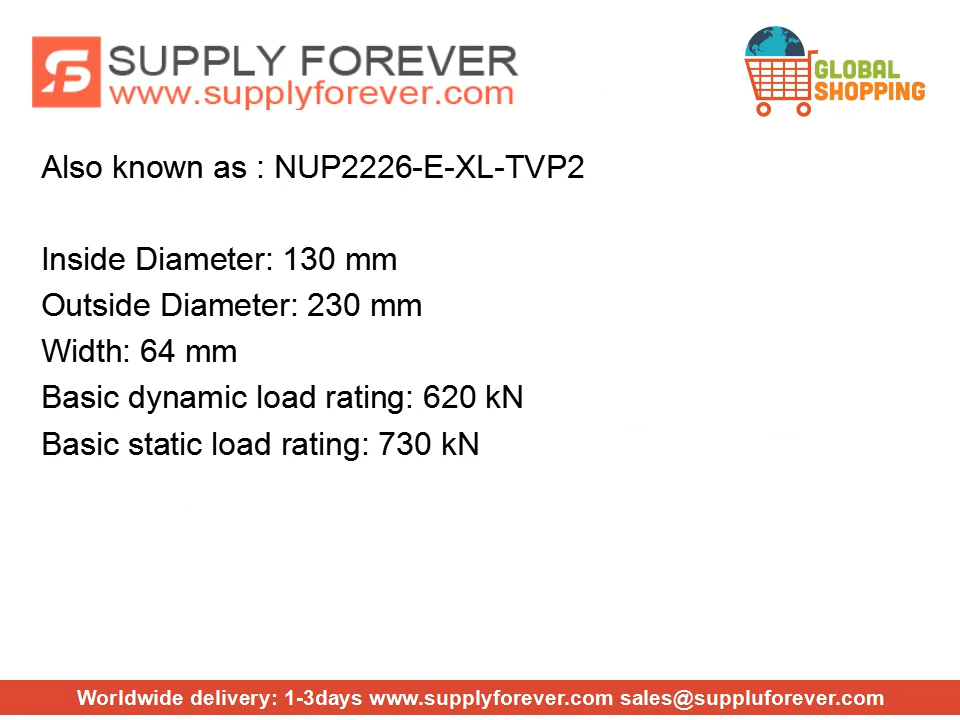 SUPPLY FOREVER
www.supplyforever.com
GLOBAL
SHOPPING
Also known as : NUP2226-E-XL-TVP2
Inside Diameter: 130 mm
Outside Diameter: 230 mm
Width: 64 mm
Basic dynamic load rating: 620 kN
Basic static load rating: 730 kN
Worldwide delivery: 1-3days www.supplyforever.com sales@suppluforever.com